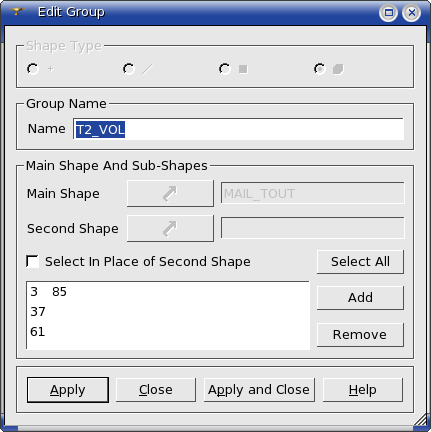 Edit Group
Shape Type
Group Name
Name T2_VOL
Main Shape And Sub-Shapes
Main Shape MAIL_TOUT
Second Shape
Select In Place of Second Shape Select All
3 85
37
61
Add
Remove
Apply Close Apply and Close Help